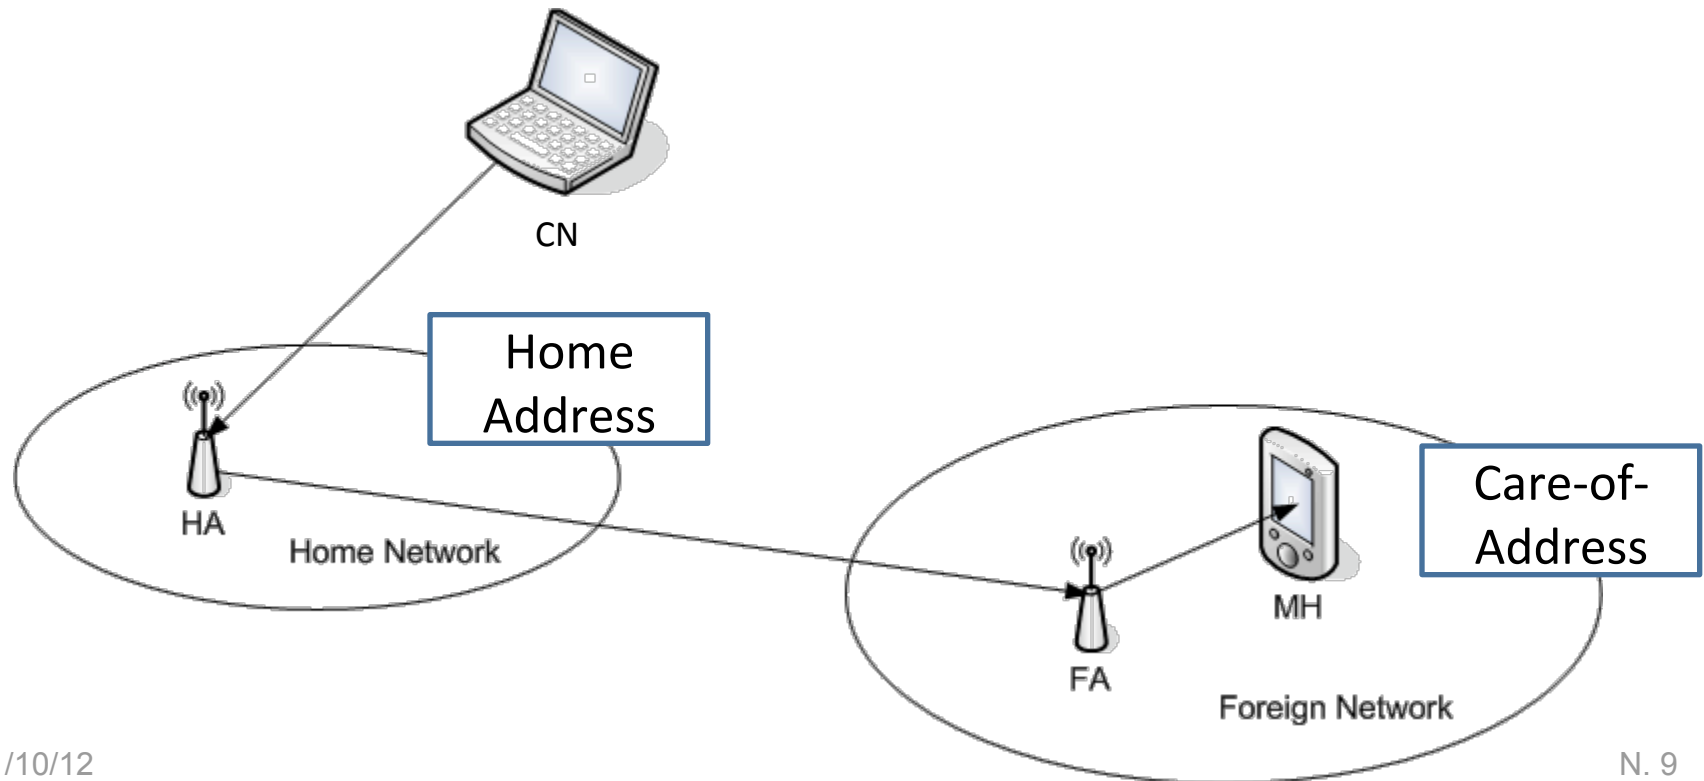 CN
Home
Address
HA
Home Network
Care-of-
Address
MH
FA
Foreign Network
/10/12
N. 9